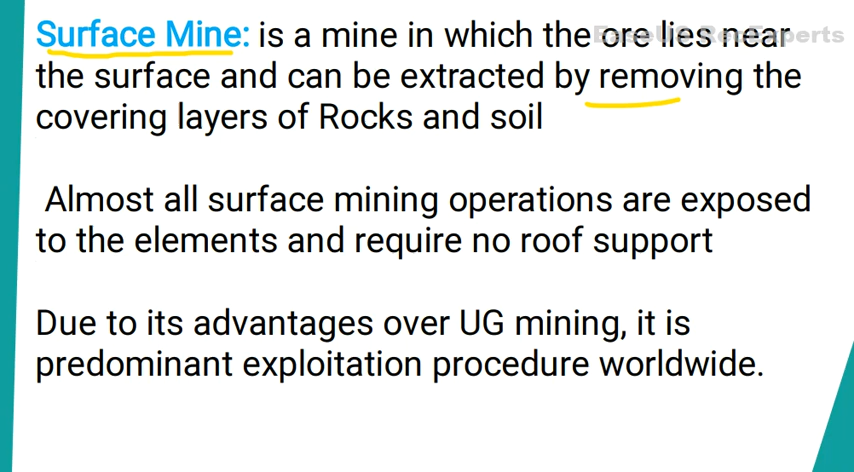 EaseUS RecExperts
Surface Mine: is a mine in which the ore lies near
the surface and can be extracted by removing the
covering layers of Rocks and soil
Almost all surface mining operations are exposed
to the elements and require no roof support
Due to its advantages over UG mining, it is
predominant exploitation procedure worldwide.